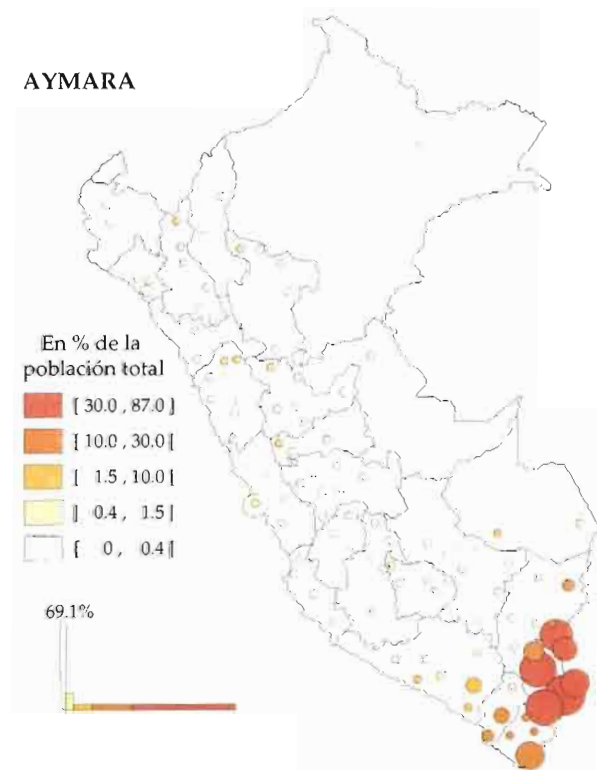 AYMARA
En % de la
población total
[ 30.0 , 87.0 ]
[ 10.0 , 30.0 [
[ 1.5 , 10.0 [
[ 0.4 , 1.5 [
[ 0 , 0.4 [
69.1%